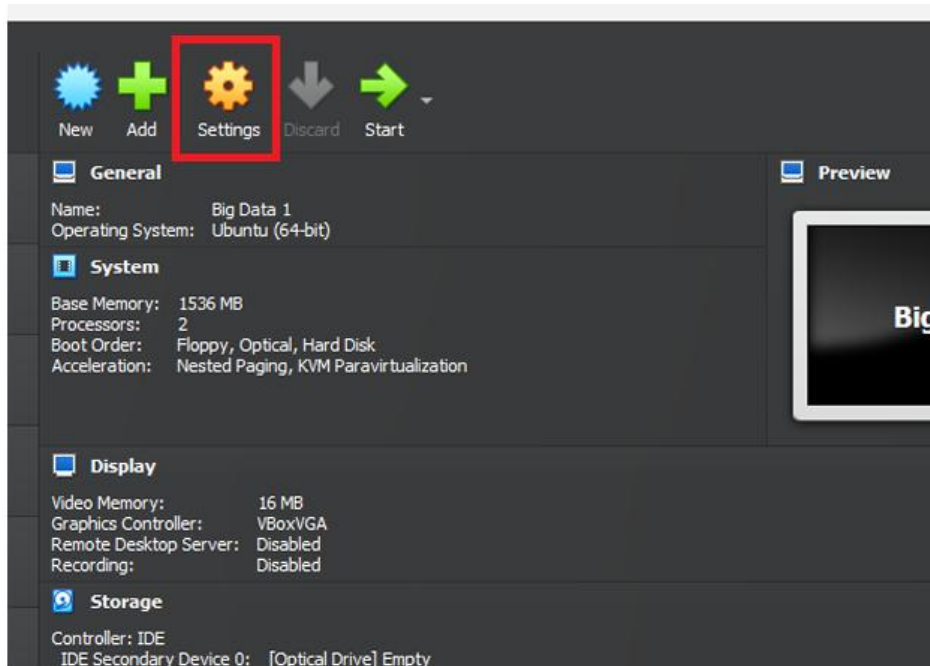 New Add Settings Discard Start
General
Name: Big Data 1
Operating System: Ubuntu (64-bit)
System
Base Memory: 1536 MB
Processors: 2
Boot Order: Floppy, Optical, Hard Disk
Acceleration: Nested Paging, KVM Paravirtualization
Preview
Big
Display
Video Memory: 16 MB
Graphics Controller: VBoxVGA
Remote Desktop Server: Disabled
Recording: Disabled
Storage
Controller: IDE
IDE Secondary Device 0: [Optical Drive] Empty